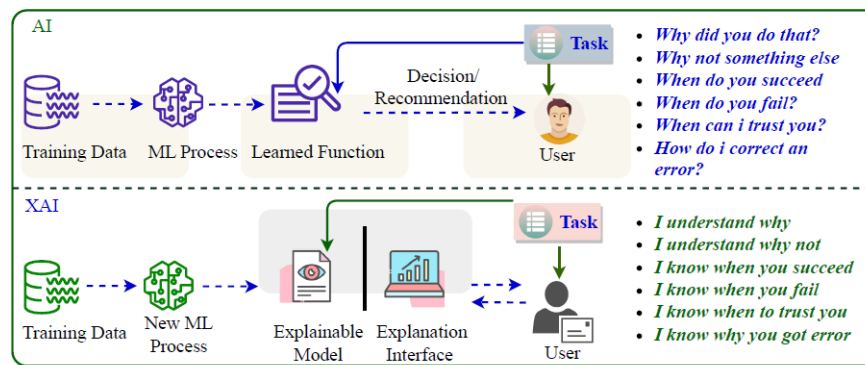 AI
Task
Decision/
Recommendation
Training Data
ML Process
Learned Function
User
• Why did you do that?
• Why not something else
• When do you succeed
• When do you fail?
• When can i trust you?
• How do i correct an
error?
XAI
Task
Training Data
New ML
Process
Explainable
Model
Explanation
Interface
User
• I understand why
• I understand why not
• I know when you succeed
• I know when you fail
• I know when to trust you
• I know why you got error